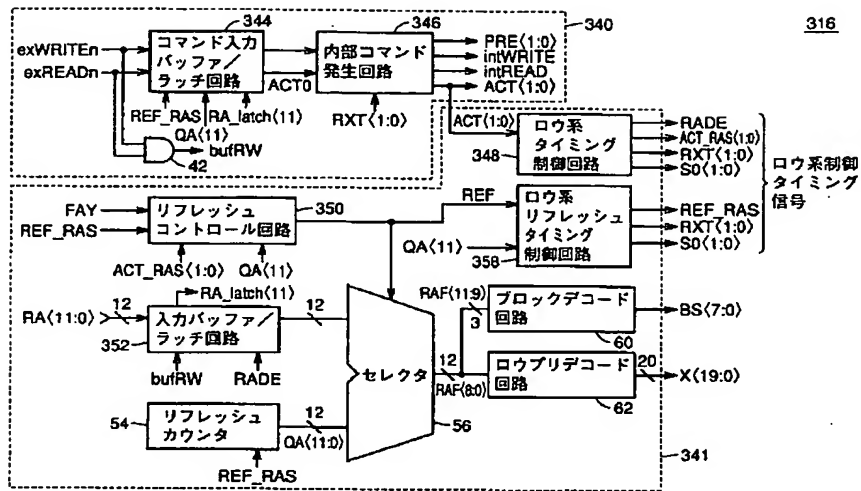 316
340
344
346
exWRITEn
exREADn
コマンド入力
バッファ/
ラッチ回路
ACT0
内部コマンド
発生回路
PRE(1:0)
intWRITE
intREAD
ACT(1:0)
REF_RAS
RA_latch(11)
QA(11)
RXT(1:0)
42
bufRW
ACT(1:0)
ロウ系
タイミング
制御回路
348
RADE
ACT_RAS(1:0)
RXT(1:0)
S0(1:0)
ロウ系制御
タイミング
信号
FAY
REF_RAS
リフレッシュ
コントロール回路
350
REF
QA(11)
ロウ系
リフレッシュ
タイミング
制御回路
358
REF_RAS
RXT(1:0)
S0(1:0)
ACT_RAS(1:0)
QA(11)
RA_latch(11)
RA(11:0)
12
入力バッファ/
ラッチ回路
352
12
bufRW
RADE
セレクタ
56
12
RAF(11:9)
3
RAF(8:0)
ブロックデコード
回路
60
BS(7:0)
ロウプリデコード
回路
62
20
X(19:0)
54
リフレッシュ
カウンタ
12
QA(11:0)
REF_RAS
341